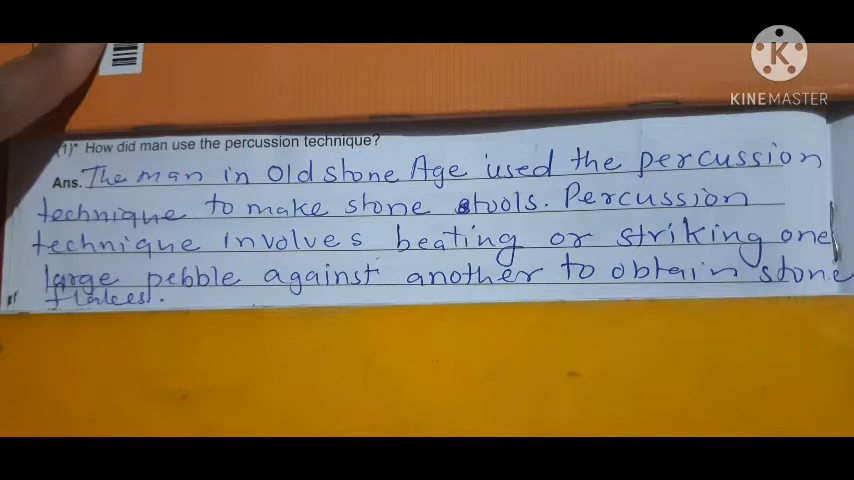 K
KINEMASTER
(1)* How did man use the percussion technique?
Ans. The man in Old stone Age used the percussion
technique to make stone tools. Percussion
technique involves beating or striking one
large pebble against another to obtain stone
flakes.